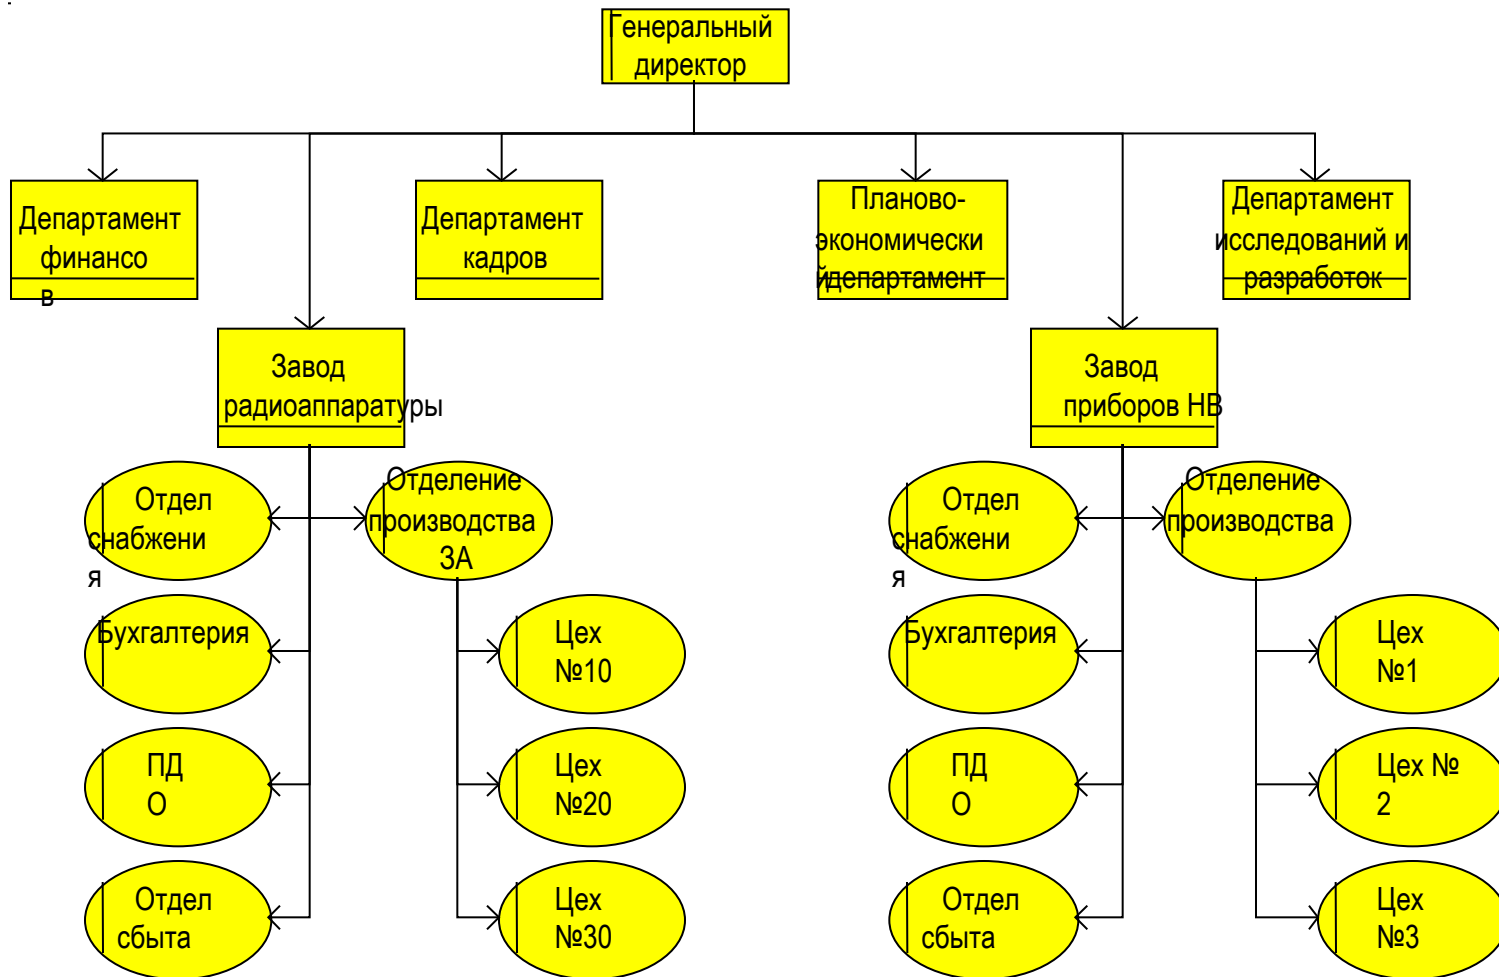 Генеральный
директор
Департамент
финансо
в
Департамент
кадров
Планово-
экономически
йдепартамент
Департамент
исследований и
разработок
Завод
радиоаппаратуры
Завод
приборов НВ
Отдел
снабжени
я
Отделение
производства
ЗА
Отдел
снабжени
я
Отделение
производства
Бухгалтерия
Цех
№10
Бухгалтерия
Цех
№1
ПД
О
Цех
№20
ПД
О
Цех №
2
Отдел
сбыта
Цех
№30
Отдел
сбыта
Цех
№3